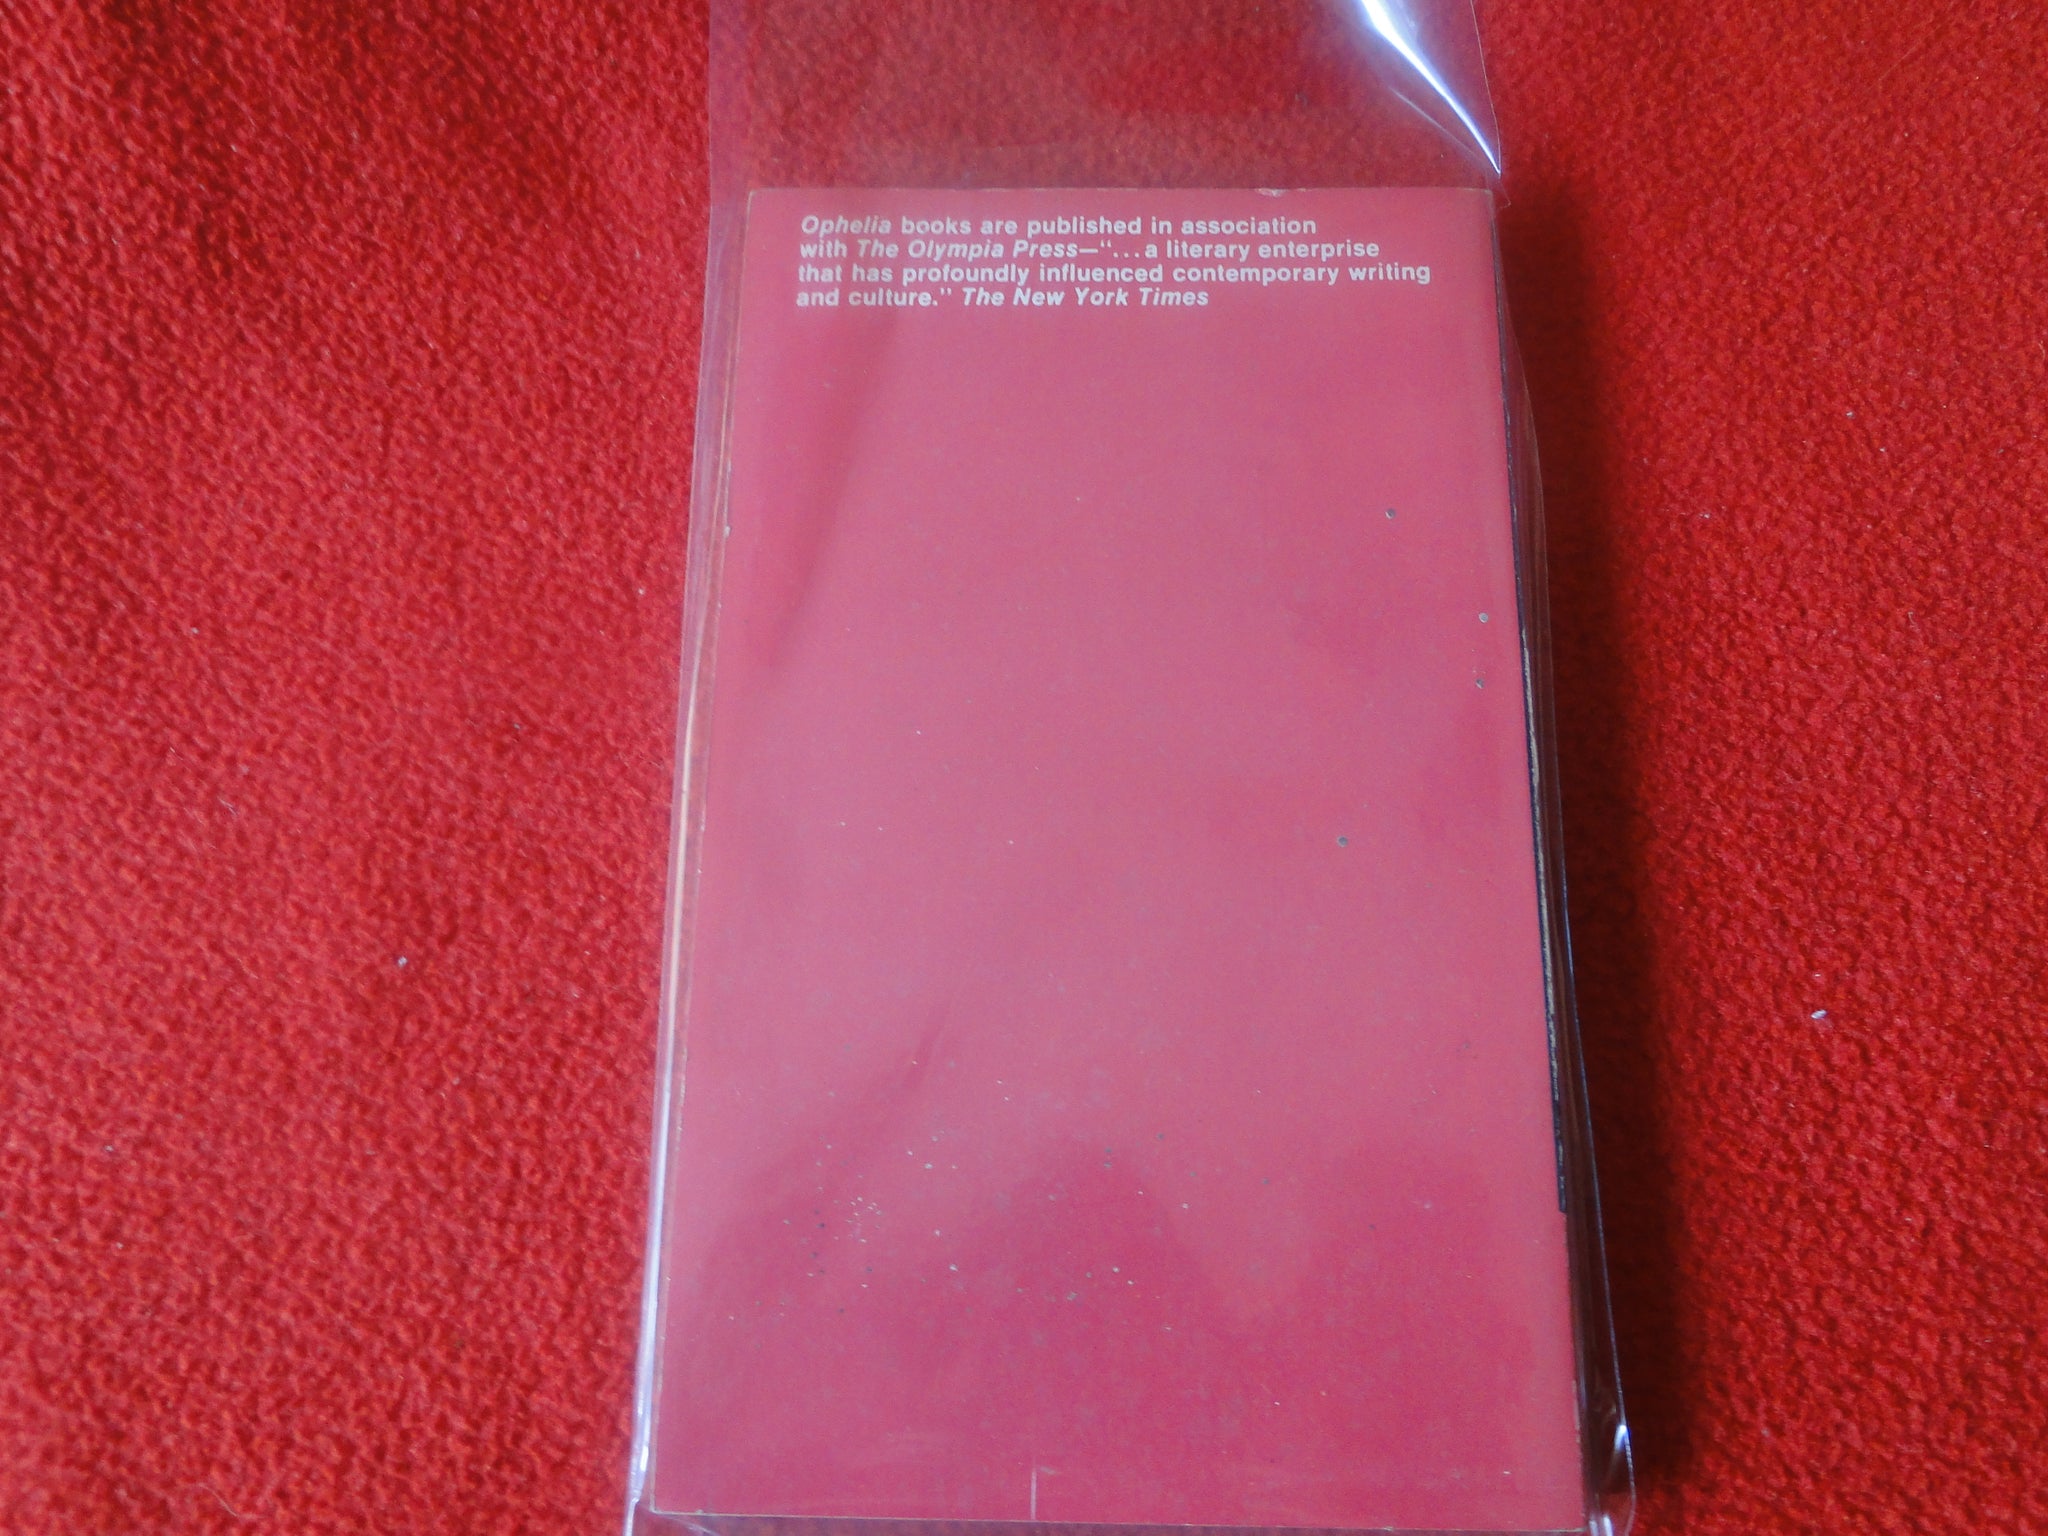 Ophelia books are published in association
with The Olympia Press—“...a literary enterprise
that has profoundly influenced contemporary writing
and culture.” The New York Times